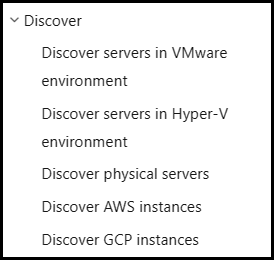 Discover
Discover servers in VMware
environment
Discover servers in Hyper-V
environment
Discover physical servers
Discover AWS instances
Discover GCP instances